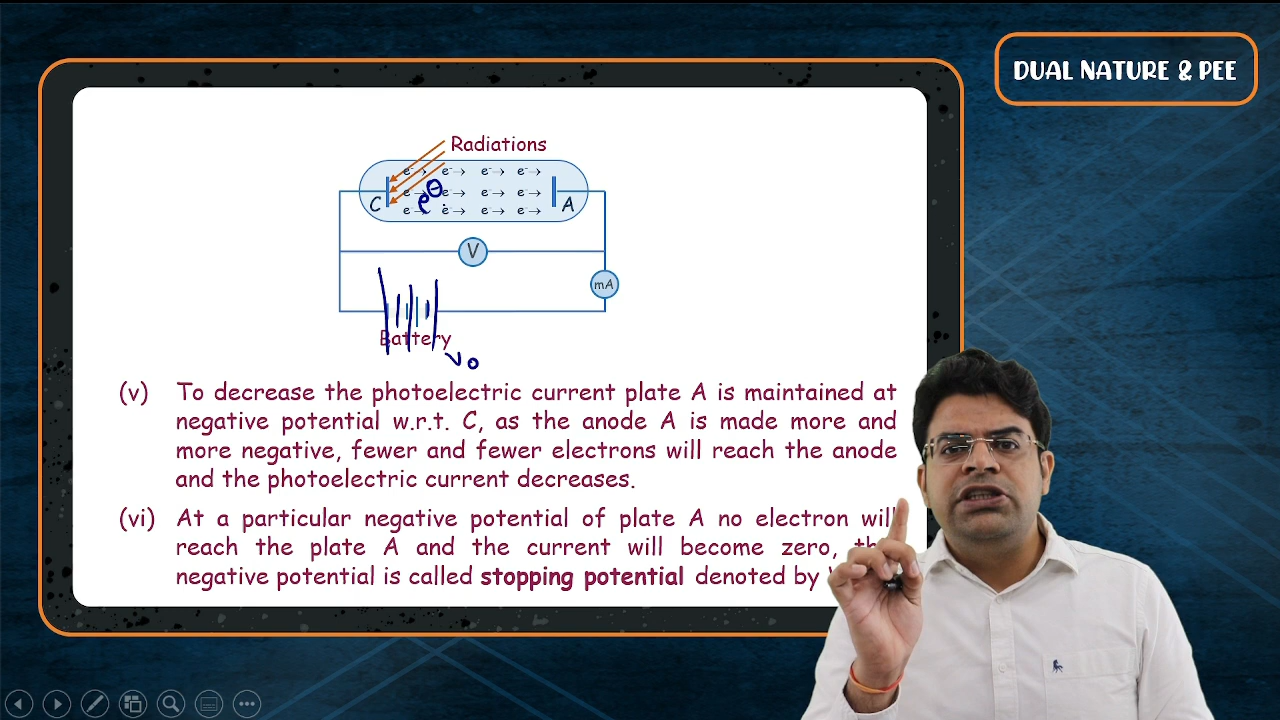 DUAL NATURE & PEE
Radiations
e⁻→ e⁻→ e⁻→ e⁻→
e⁻→ e⁻→ e⁻→ e⁻→
e⁻→ e⁻→ e⁻→ e⁻→
e⊖
C
A
V
mA
Battery
V₀
(v) To decrease the photoelectric current plate A is maintained at
negative potential w.r.t. C, as the anode A is made more and
more negative, fewer and fewer electrons will reach the anode
and the photoelectric current decreases.
(vi) At a particular negative potential of plate A no electron will
reach the plate A and the current will become zero,
negative potential is called stopping potential denoted by